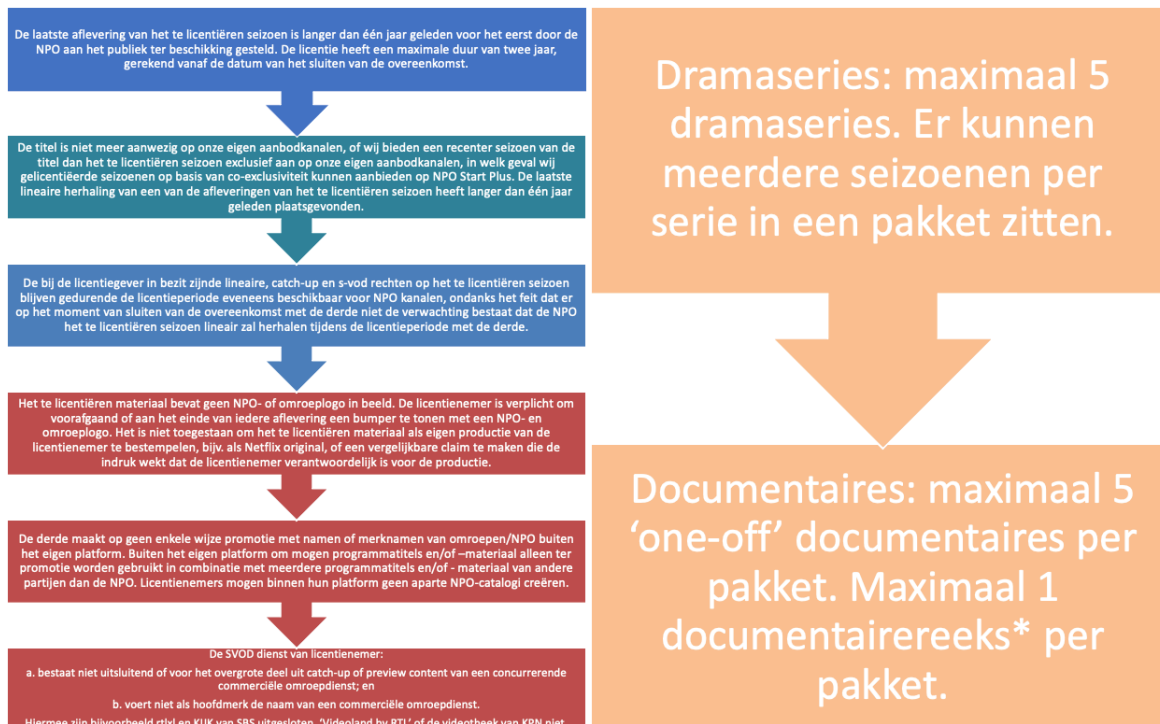 De laatste aflevering van het te licentiëren seizoen is langer dan één jaar geleden voor het eerst door de
NPO aan het publiek ter beschikking gesteld. De licentie heeft een maximale duur van twee jaar,
gerekend vanaf de datum van het sluiten van de overeenkomst.
De titel is niet meer aanwezig op onze eigen aanbodkanalen, of wij bieden een recenter seizoen van de
titel dan het te licentiëren seizoen exclusief aan op onze eigen aanbodkanalen, in welk geval wij
gelicentiëerde seizoenen op basis van co-exclusiviteit kunnen aanbieden op NPO Start Plus. De laatste
lineaire herhaling van een van de afleveringen van het te licentiëren seizoen heeft langer dan één jaar
geleden plaatsgevonden.
De bij de licentiegever in bezit zijnde lineaire, catch-up en s-vod rechten op het te licentiëren seizoen
blijven gedurende de licentieperiode eveneens beschikbaar voor NPO kanalen, ondanks het feit dat er
op het moment van sluiten van de overeenkomst met de derde niet de verwachting bestaat dat de NPO
het te licentiëren seizoen lineair zal herhalen tijdens de licentieperiode met de derde.
Het te licentiëren materiaal bevat geen NPO- of omroeplogo in beeld. De licentienemer is verplicht om
voorafgaand of aan het einde van iedere aflevering een bumper te tonen met een NPO- en
omroeplogo. Het is niet toegestaan om het te licentiëren materiaal als eigen productie van de
licentienemer te bestempelen, bijv. als Netflix original, of een vergelijkbare claim te maken die de
indruk wekt dat de licentienemer verantwoordelijk is voor de productie.
De derde maakt op geen enkele wijze promotie met namen of merknamen van omroepen/NPO buiten
het eigen platform. Buiten het eigen platform om mogen programmatitels en/of –materiaal alleen ter
promotie worden gebruikt in combinatie met meerdere programmatitels en/of - materiaal van andere
partijen dan de NPO. Licentienemers mogen binnen hun platform geen aparte NPO-catalogi creëren.
De SVOD dienst van licentienemer:
a. bestaat niet uitsluitend of voor het overgrote deel uit catch-up of preview content van een concurrerende
commerciële omroepdienst; en
b. voert niet als hoofdmerk de naam van een commerciële omroepdienst.
Hiermee zijn bijvoorbeeld rtlxl en KIJK van SBS uitgesloten, 'Videoland by RTL' of de videotheek van KPN niet.
Dramaseries: maximaal 5
dramaseries. Er kunnen
meerdere seizoenen per
serie in een pakket zitten.
Documentaires: maximaal 5
‘one-off’ documentaires per
pakket. Maximaal 1
documentairereeks* per
pakket.